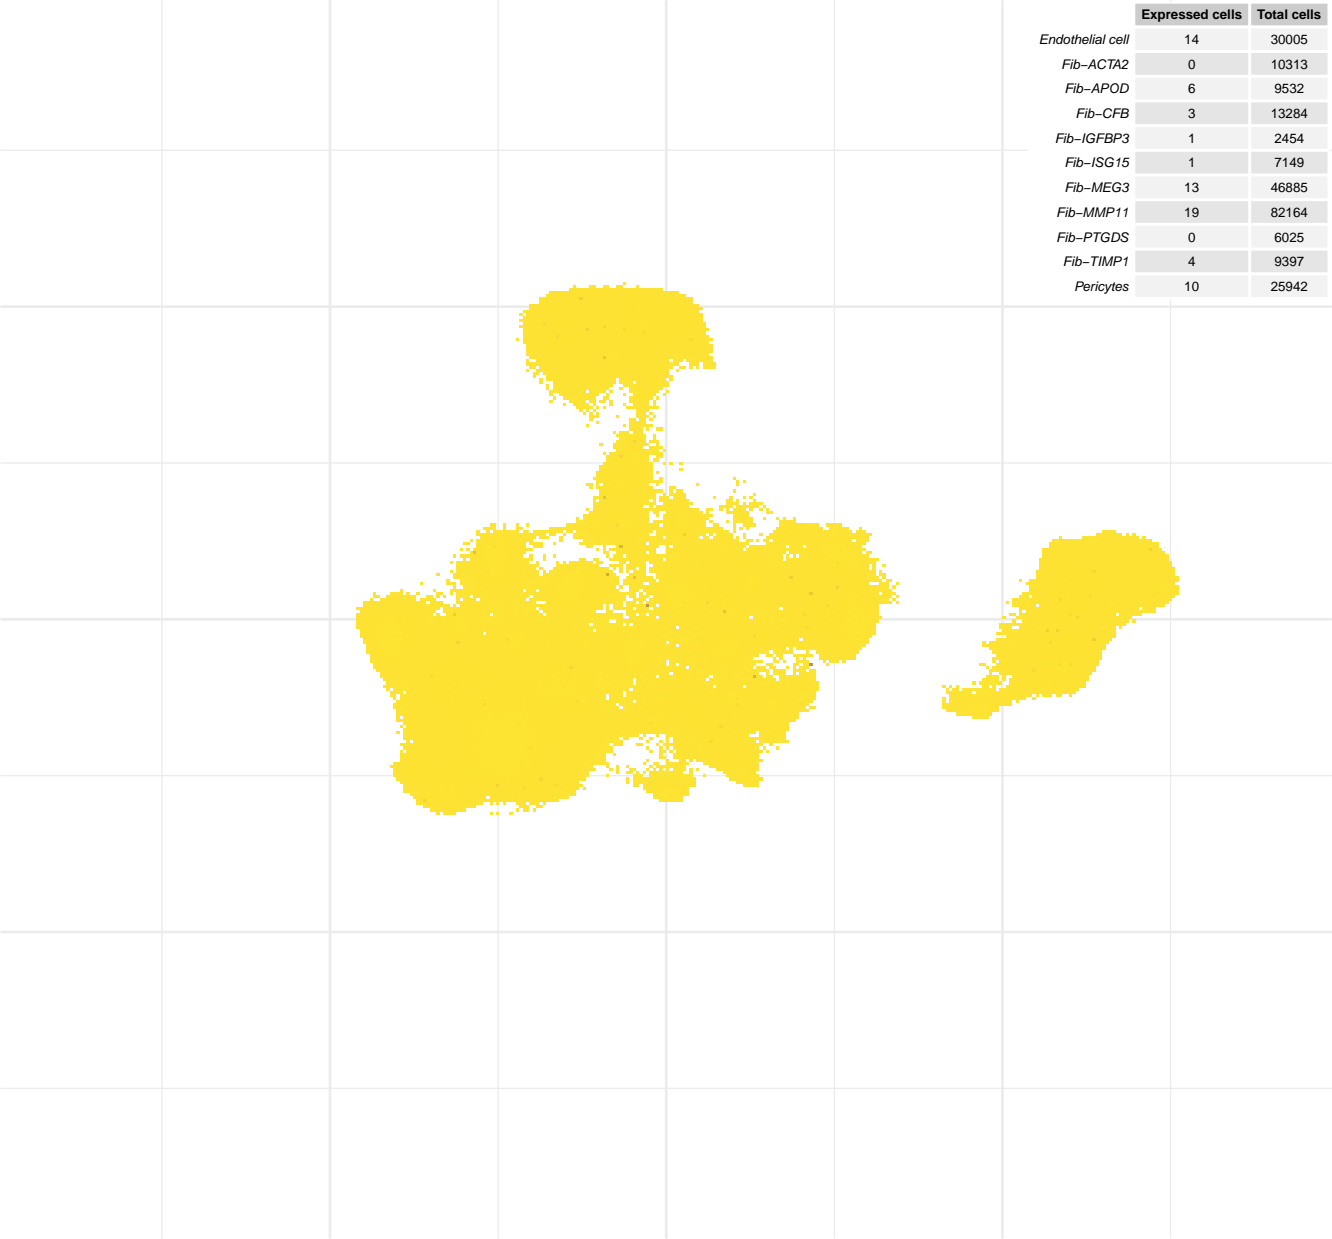 Expressed cells Total cells
Endothelial cell 14 30005
Fib−ACTA2 0 10313
Fib−APOD 6 9532
Fib−CFB 3 13284
Fib−IGFBP3 1 2454
Fib−ISG15 1 7149
Fib−MEG3 13 46885
Fib−MMP11 19 82164
Fib−PTGDS 0 6025
Fib−TIMP1 4 9397
Pericytes 10 25942